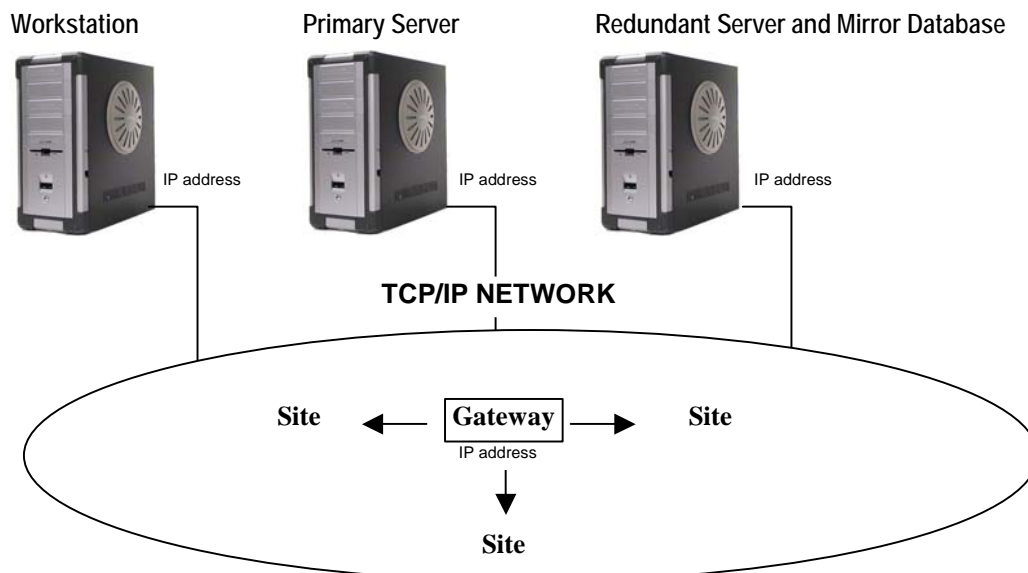 Workstation
Primary Server
Redundant Server and Mirror Database
IP address
IP address
IP address
TCP/IP NETWORK
Site
Gateway
Site
IP address
Site